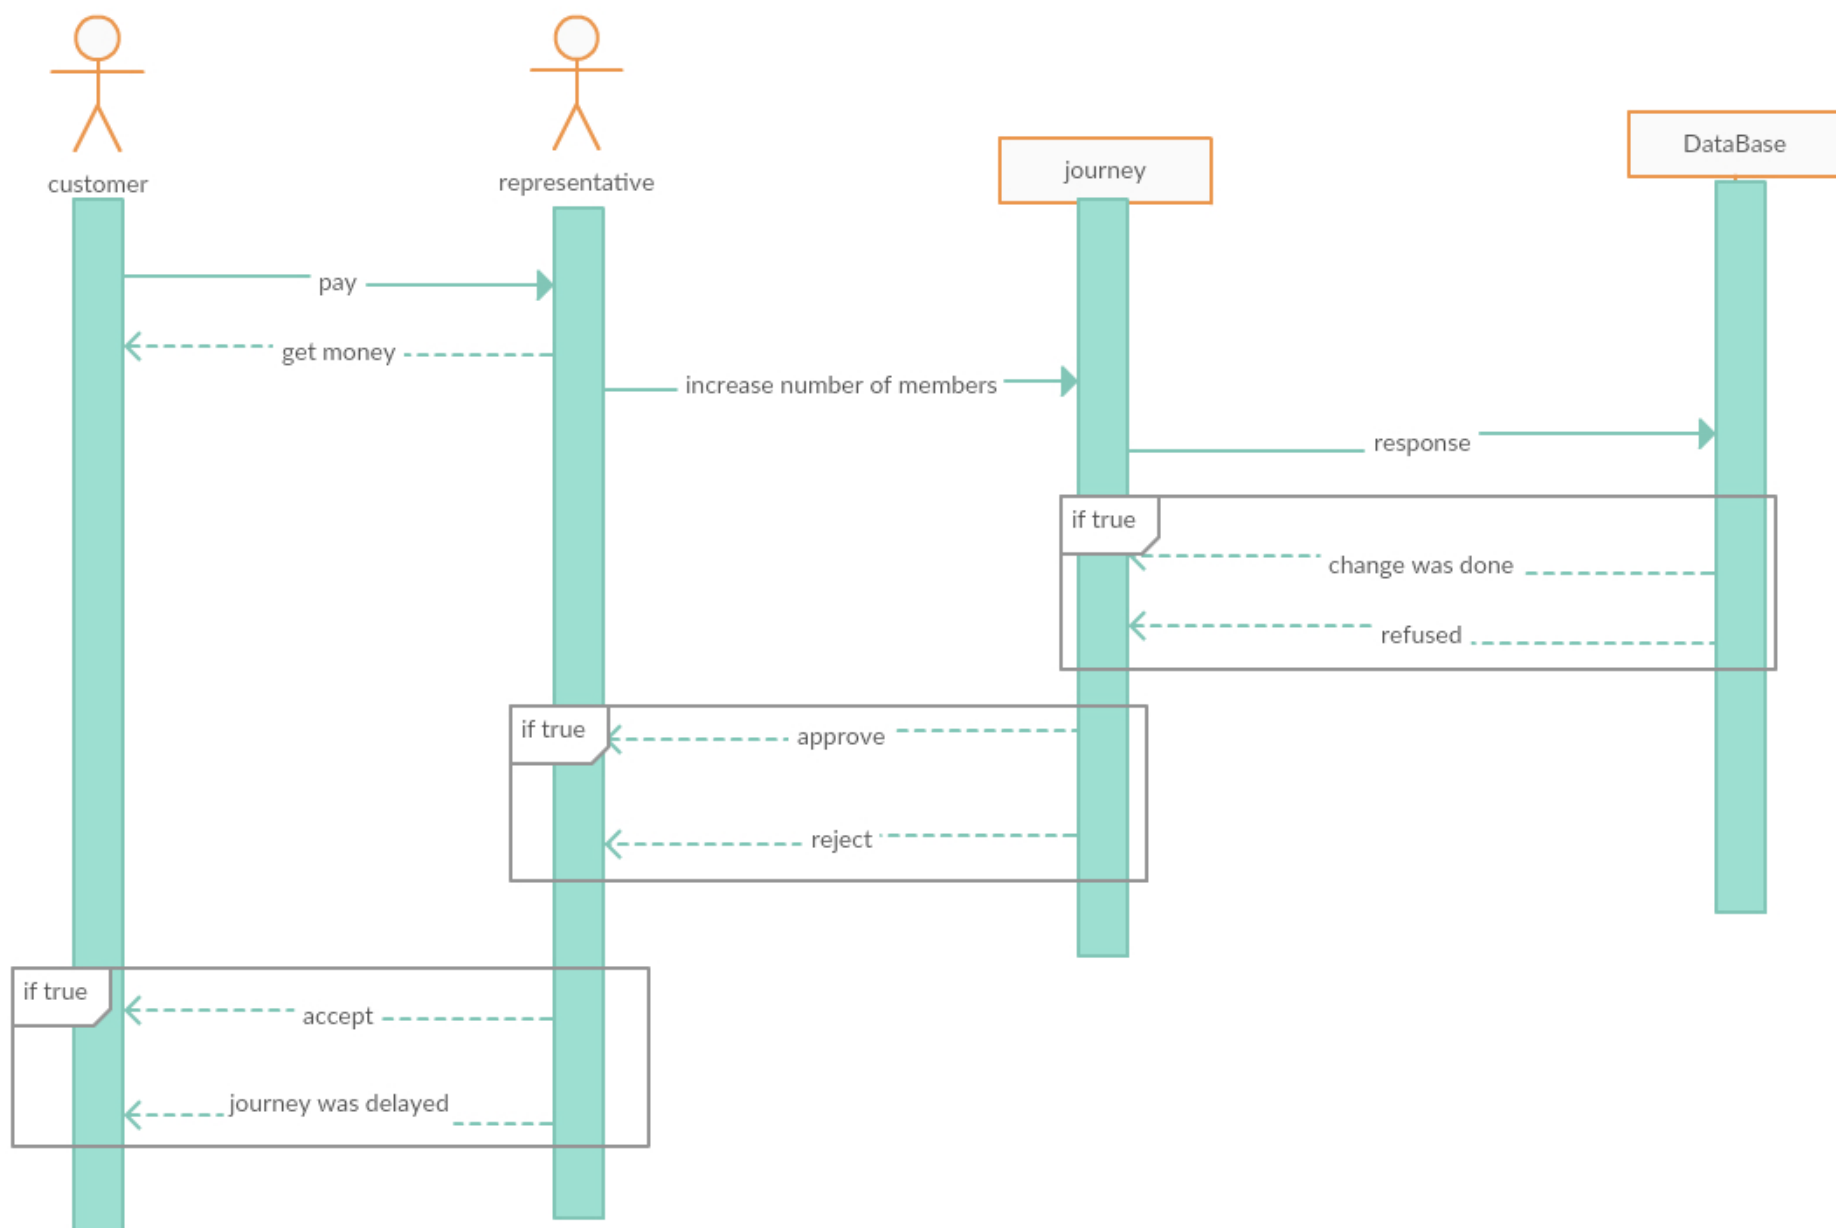 customer
representative
journey
DataBase
pay
get money
increase number of members
response
if true
change was done
refused
if true
approve
reject
if true
accept
journey was delayed